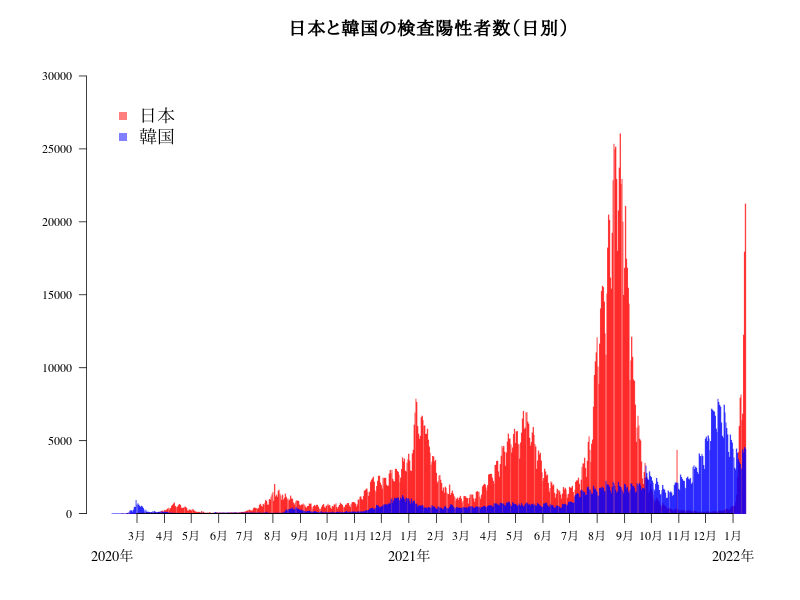 日本と韓国の検査陽性者数（日別）
30000
25000
20000
15000
10000
5000
0
日本
韓国
3月 4月 5月 6月 7月 8月 9月 10月 11月 12月 1月 2月 3月 4月 5月 6月 7月 8月 9月 10月 11月 12月 1月
2020年 2021年 2022年